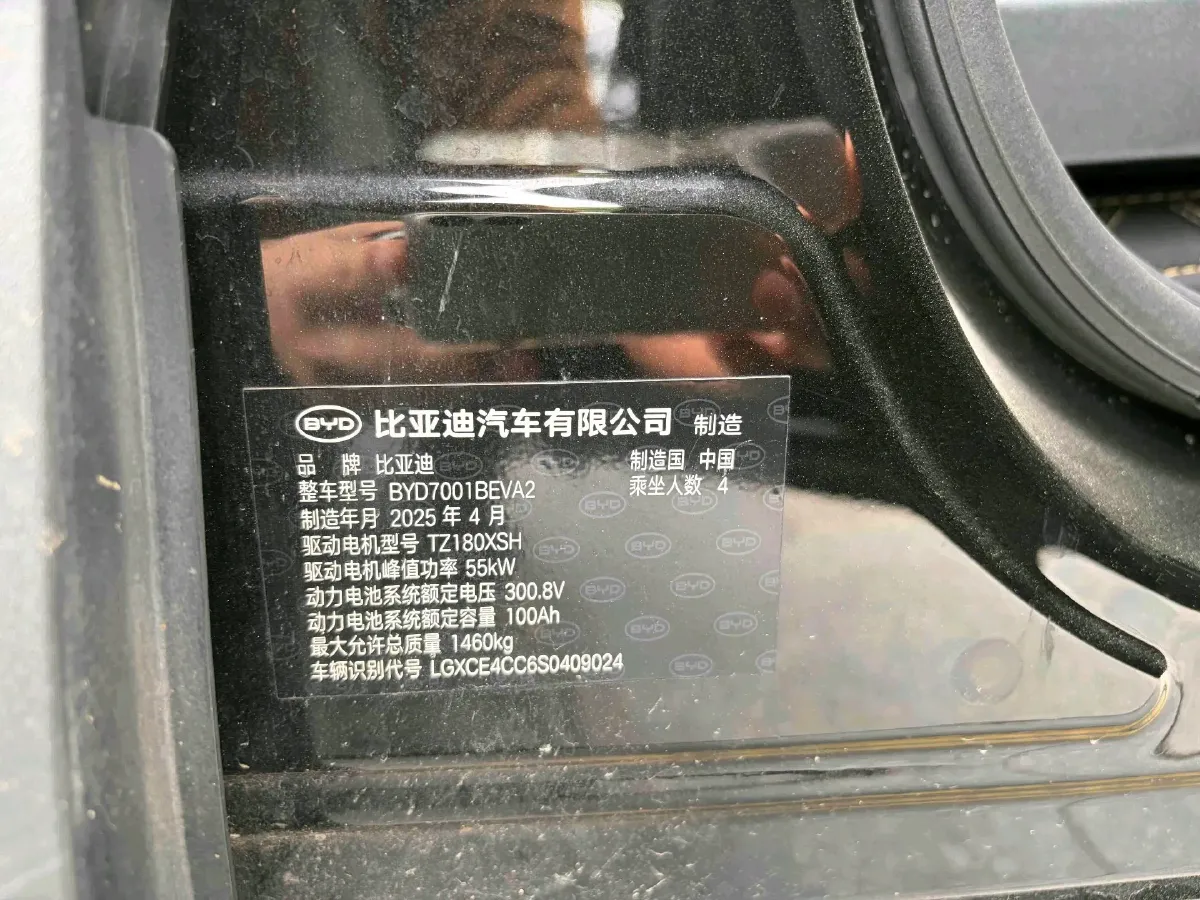 BYD 比亚迪汽车有限公司 制造
品 牌 比亚迪 制造国 中国
整车型号 BYD7001BEVA2 乘坐人数 4
制造年月 2025 年 4 月
驱动电机型号 TZ180XSH
驱动电机峰值功率 55kW
动力电池系统额定电压 300.8V
动力电池系统额定容量 100Ah
最大允许总质量 1460kg
车辆识别代号 LGXCE4CC6S0409024